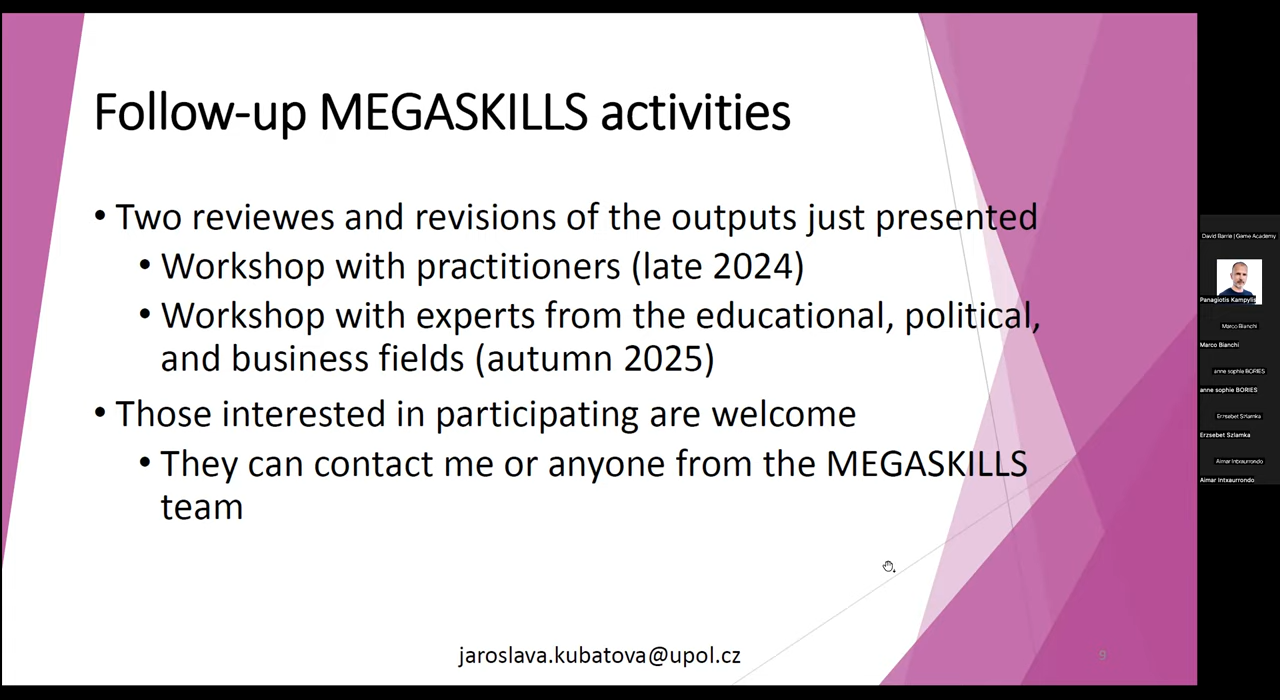 Follow-up MEGASKILLS activities
• Two reviewes and revisions of the outputs just presented
• Workshop with practitioners (late 2024)
• Workshop with experts from the educational, political,
and business fields (autumn 2025)
• Those interested in participating are welcome
• They can contact me or anyone from the MEGASKILLS
team
jaroslava.kubatova@upol.cz
9
David Barrie | Game Academy
Panagiotis Kampylis
Marco Bianchi
Marco Bianchi
anne sophie BORIES
anne sophie BORIES
Erzsebet Szlamka
Erzsebet Szlamka
Aimar Intxaurrondo
Aimar Intxaurrondo